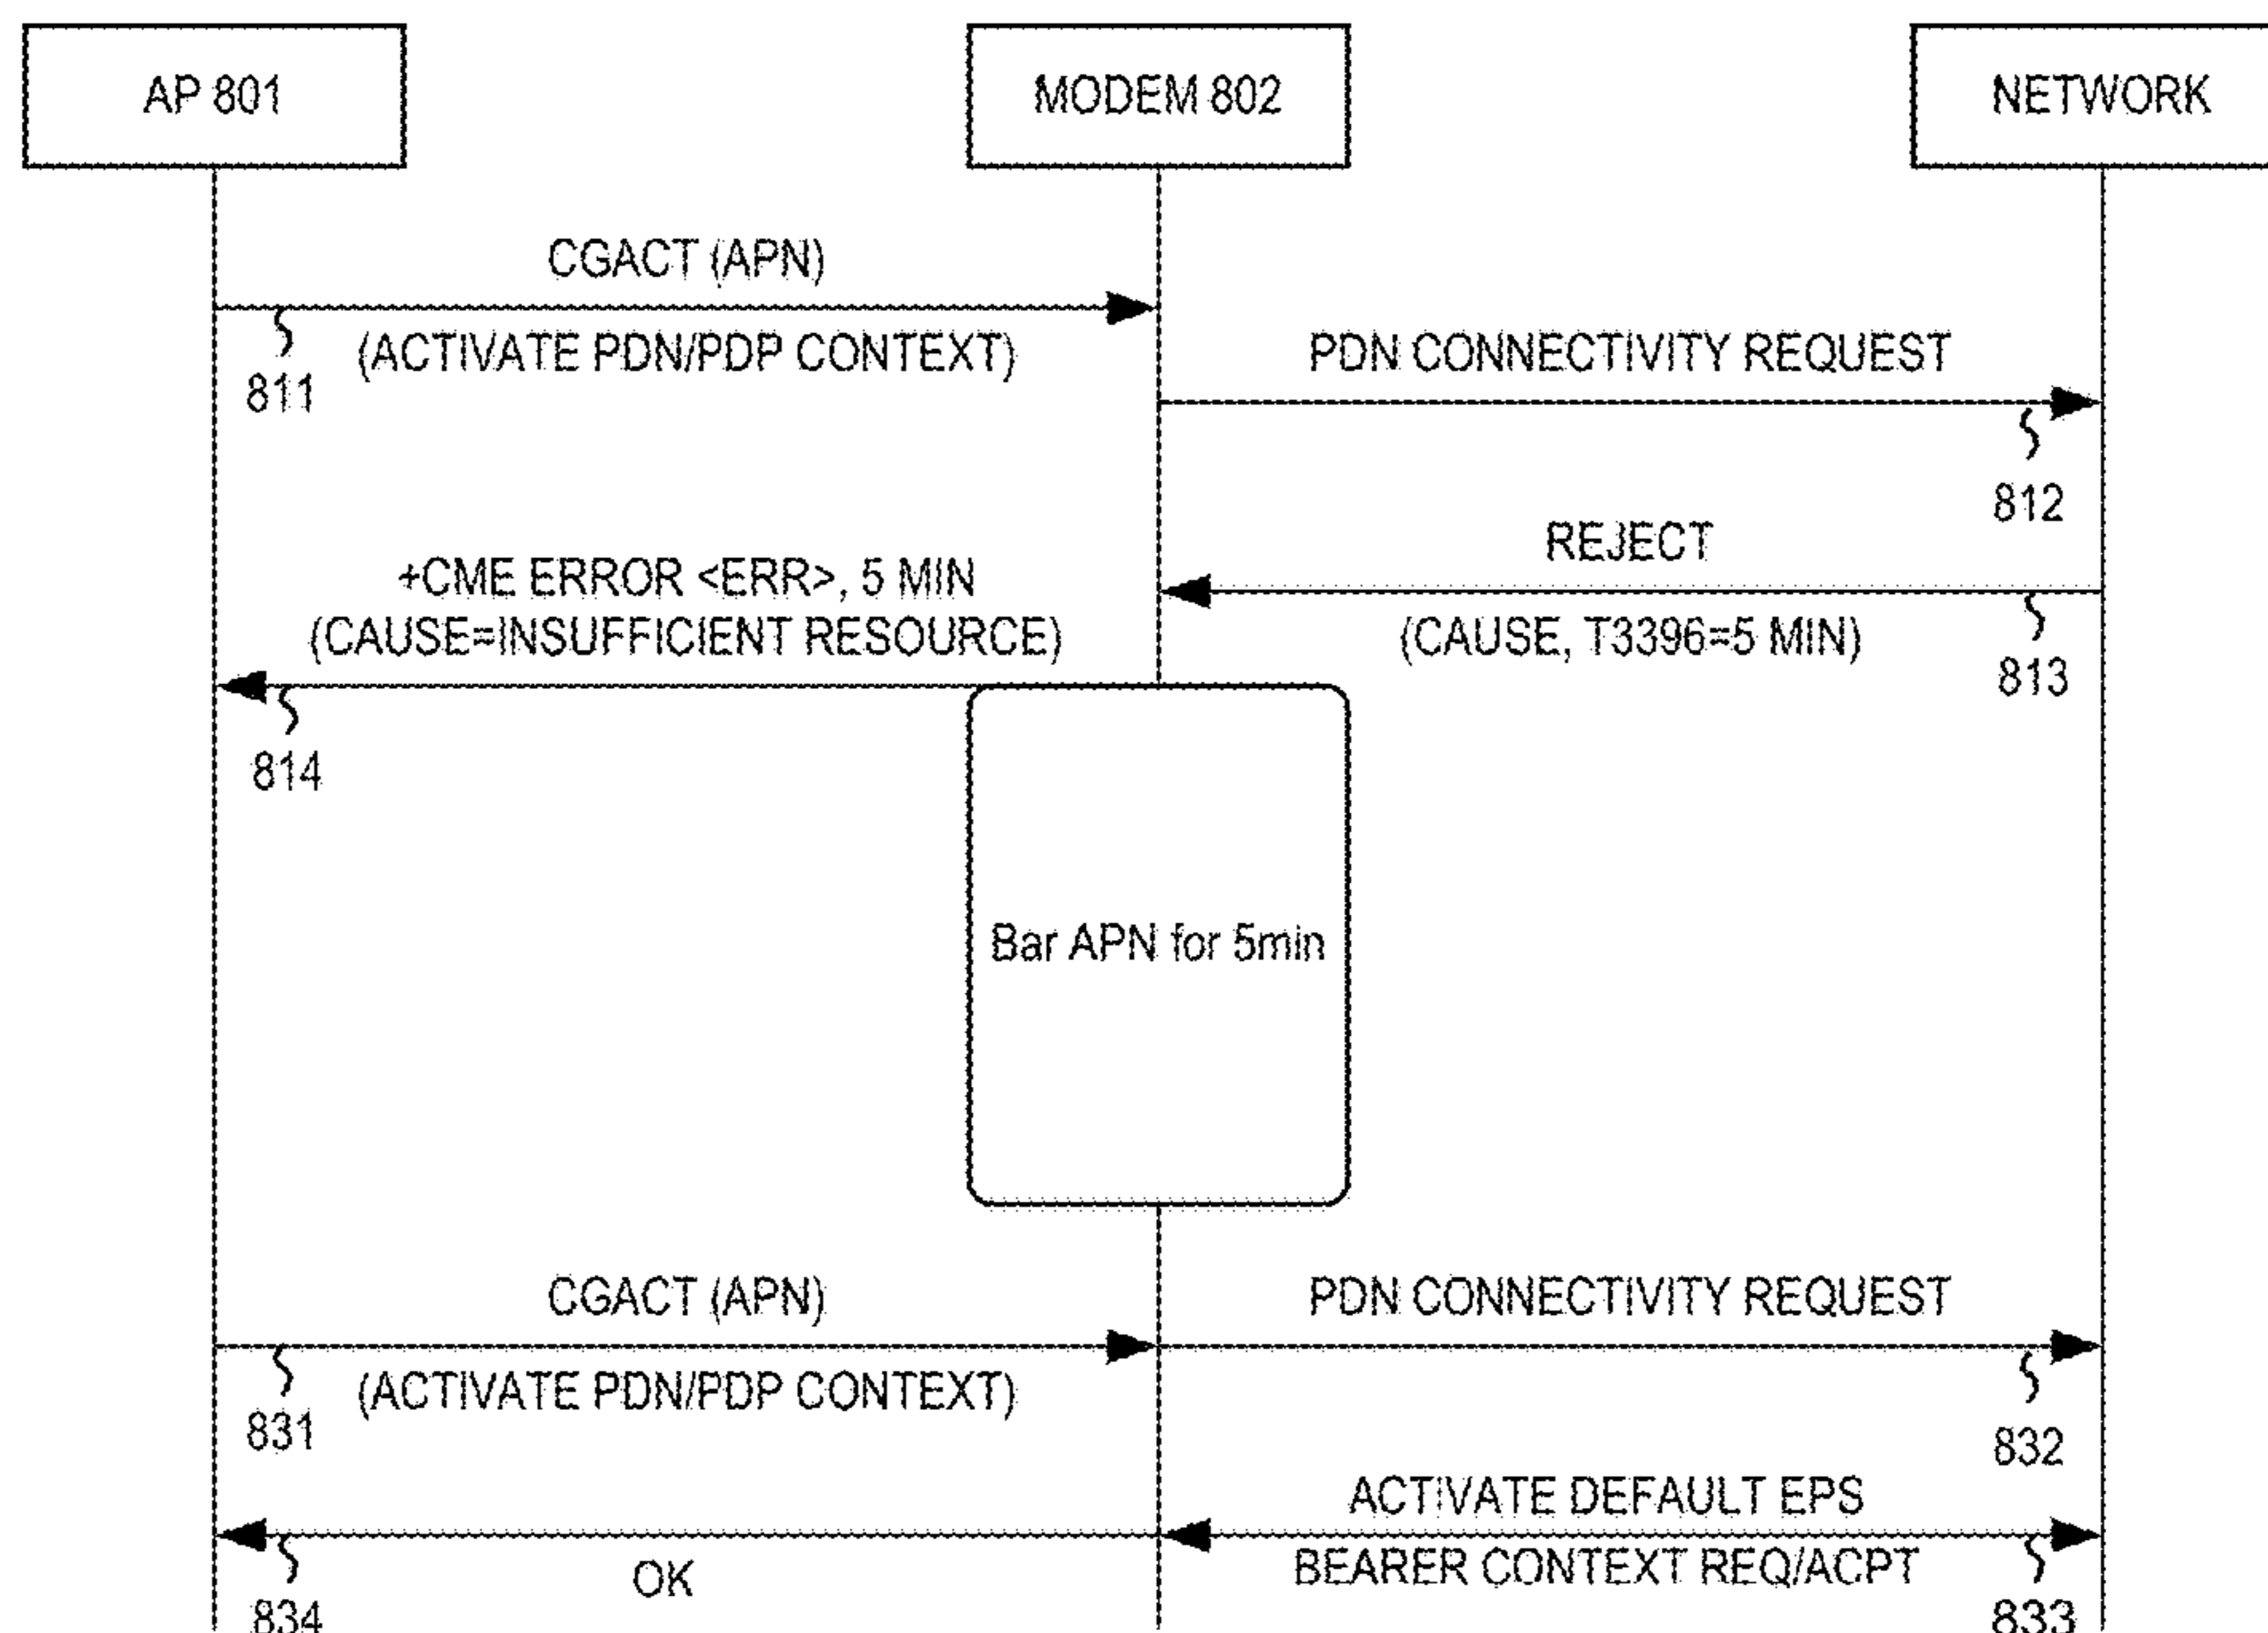 AP 801
MODEM 802
NETWORK
CGACT (APN)
(ACTIVATE PDN/PDP CONTEXT)
811
PDN CONNECTIVITY REQUEST
812
REJECT
(CAUSE, T3396=5 MIN)
813
+CME ERROR <ERR>, 5 MIN
(CAUSE=INSUFFICIENT RESOURCE)
814
Bar APN for 5min
CGACT (APN)
(ACTIVATE PDN/PDP CONTEXT)
831
PDN CONNECTIVITY REQUEST
832
ACTIVATE DEFAULT EPS
BEARER CONTEXT REQ/ACPT
833
OK
834